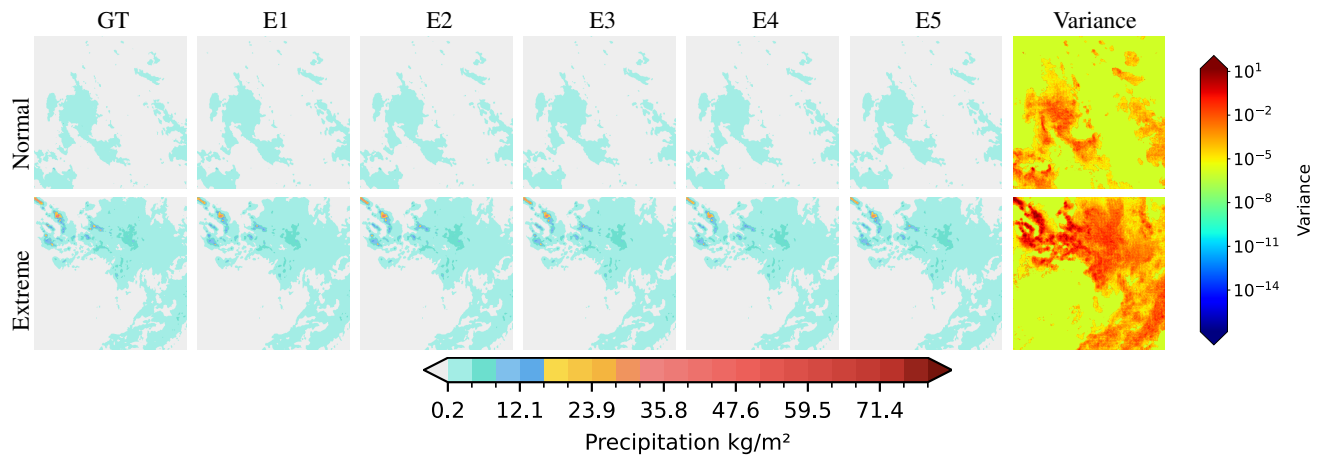 GT E1 E2 E3 E4 E5 Variance
Normal
Extreme
10¹
10⁻²
10⁻⁵
10⁻⁸
10⁻¹¹
10⁻¹⁴
Variance
0.2 12.1 23.9 35.8 47.6 59.5 71.4
Precipitation kg/m²